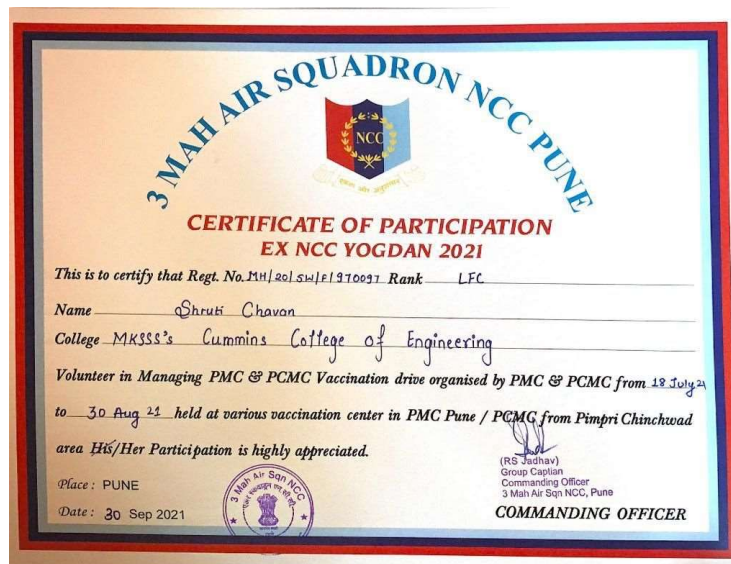 3 MAH AIR SQUADRON NCC PUNE
NCC
एकता और अनुशासन
CERTIFICATE OF PARTICIPATION
EX NCC YOGDAN 2021
This is to certify that Regt. No. MH/20/SW/F/970097 Rank LFC
Name Shruti Chavan
College MKSSS's Cummins College of Engineering
Volunteer in Managing PMC & PCMC Vaccination drive organised by PMC & PCMC from 18 July 21
to 30 Aug 21 held at various vaccination center in PMC Pune / PCMC from Pimpri Chinchwad
area His/Her Participation is highly appreciated.
(RS Jadhav)
Group Captian
Commanding Officer
3 Mah Air Sqn NCC, Pune
Place : PUNE
3 Mah Air Sqn NCC
Date : 30 Sep 2021
COMMANDING OFFICER